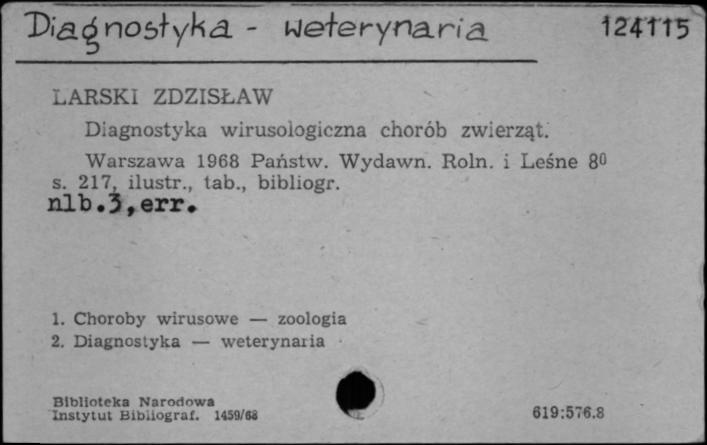 Diagnostyka - weterynaria 124115
LARSKI ZDZISŁAW
Diagnostyka wirusologiczna chorób zwierząt.
Warszawa 1968 Państw. Wydawn. Roln. i Leśne 8⁰
s. 217, ilustr., tab., bibliogr.
nlb.3,err.
1. Choroby wirusowe — zoologia
2. Diagnostyka — weterynaria
Biblioteka Narodowa
Instytut Bibliograf. 1459/68
619:576.8